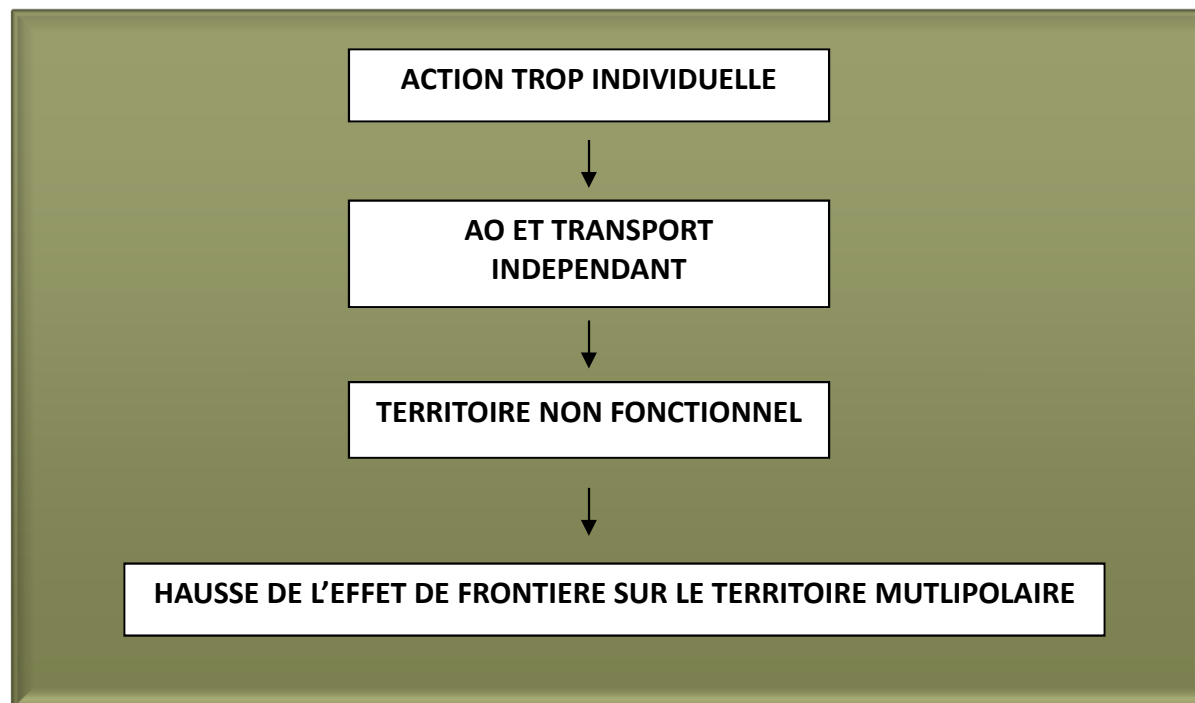 ACTION TROP INDIVIDUELLE
AO ET TRANSPORT
INDEPENDANT
TERRITOIRE NON FONCTIONNEL
HAUSSE DE L’EFFET DE FRONTIERE SUR LE TERRITOIRE MUTLIPOLAIRE